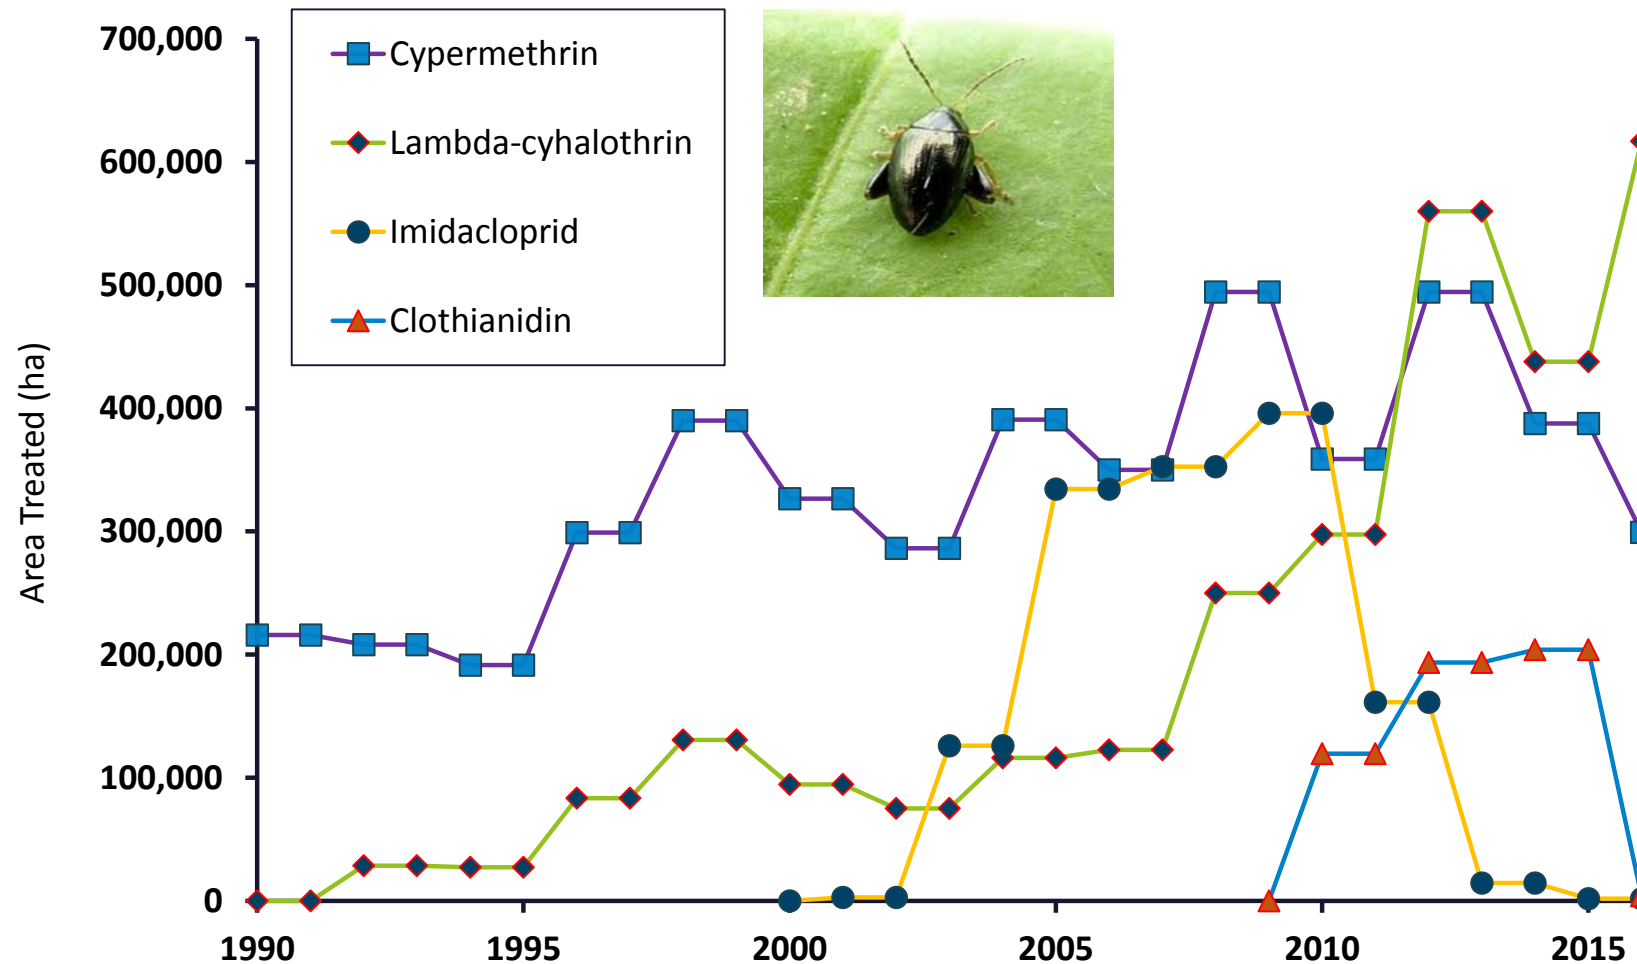 700,000
600,000
500,000
400,000
300,000
200,000
100,000
0
Area Treated (ha)
Cypermethrin
Lambda-cyhalothrin
Imidacloprid
Clothianidin
1990 1995 2000 2005 2010 2015